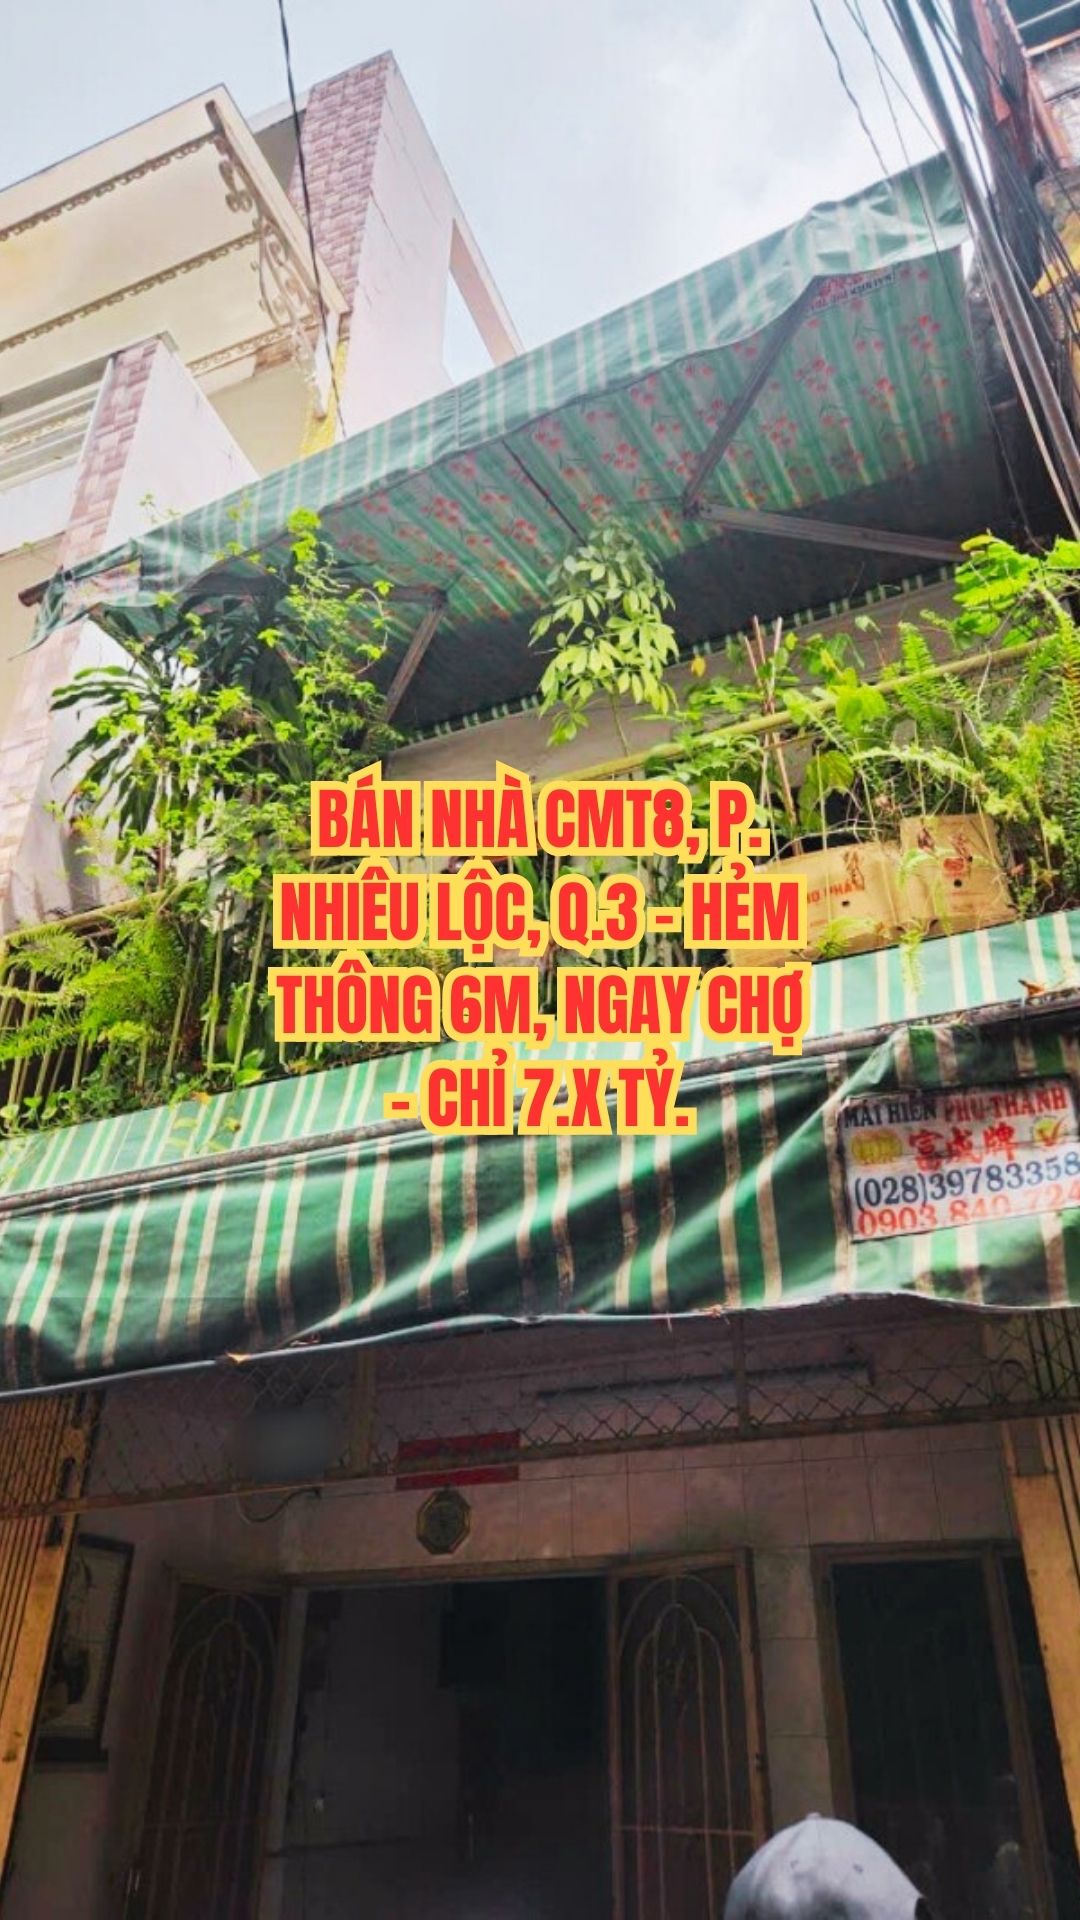 BÁN NHÀ CMT8, P.
NHIÊU LỘC, Q.3 - HẺM
THÔNG 6M, NGAY CHỢ
- CHỈ 7.X TỶ.
MÁI HIÊN PHÚ-THÀNH
富成牌
(028)39783358
0903 840 724